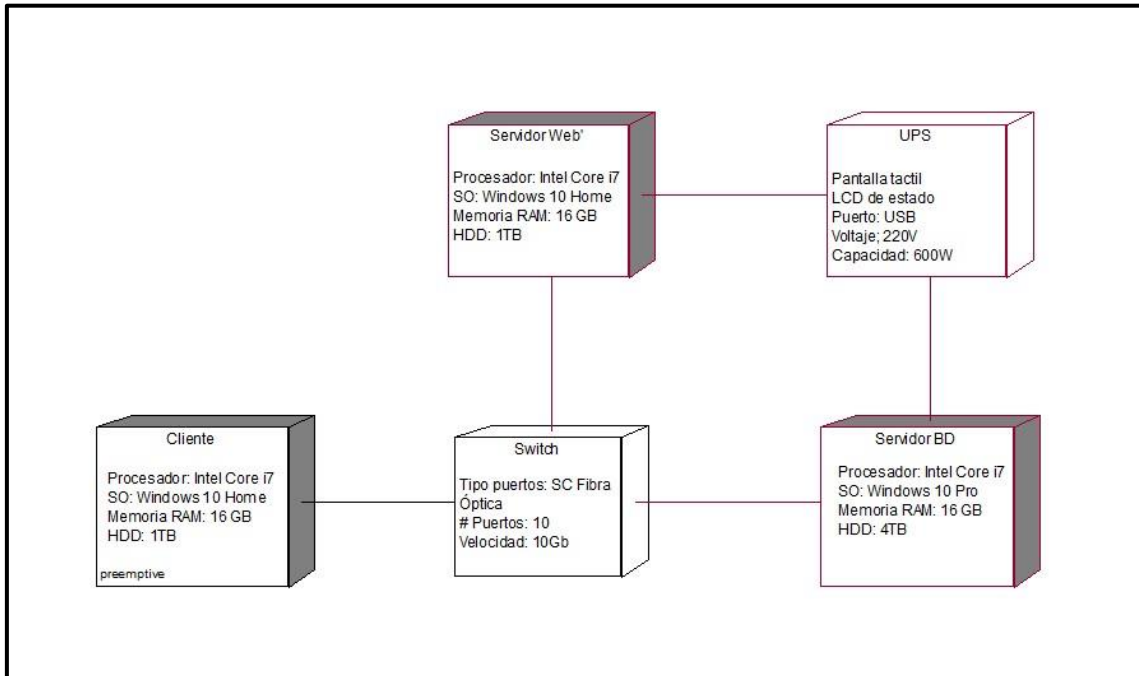 Servidor Web'
Procesador: Intel Core i7
SO: Windows 10 Home
Memoria RAM: 16 GB
HDD: 1TB
UPS
Pantalla tactil
LCD de estado
Puerto: USB
Voltaje; 220V
Capacidad: 600W
Cliente
Procesador: Intel Core i7
SO: Windows 10 Home
Memoria RAM: 16 GB
HDD: 1TB
preemptive
Switch
Tipo puertos: SC Fibra
Óptica
# Puertos: 10
Velocidad: 10Gb
Servidor BD
Procesador: Intel Core i7
SO: Windows 10 Pro
Memoria RAM: 16 GB
HDD: 4TB